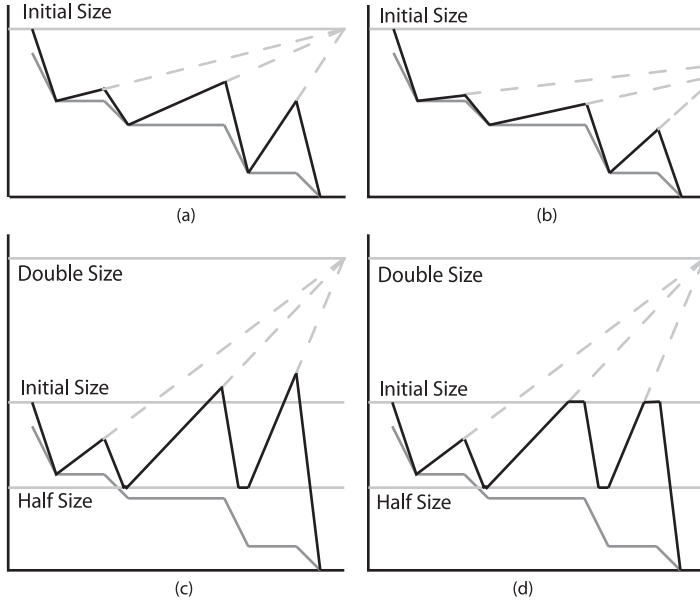 Initial Size
(a)
Initial Size
(b)
Double Size
Initial Size
Half Size
(c)
Double Size
Initial Size
Half Size
(d)